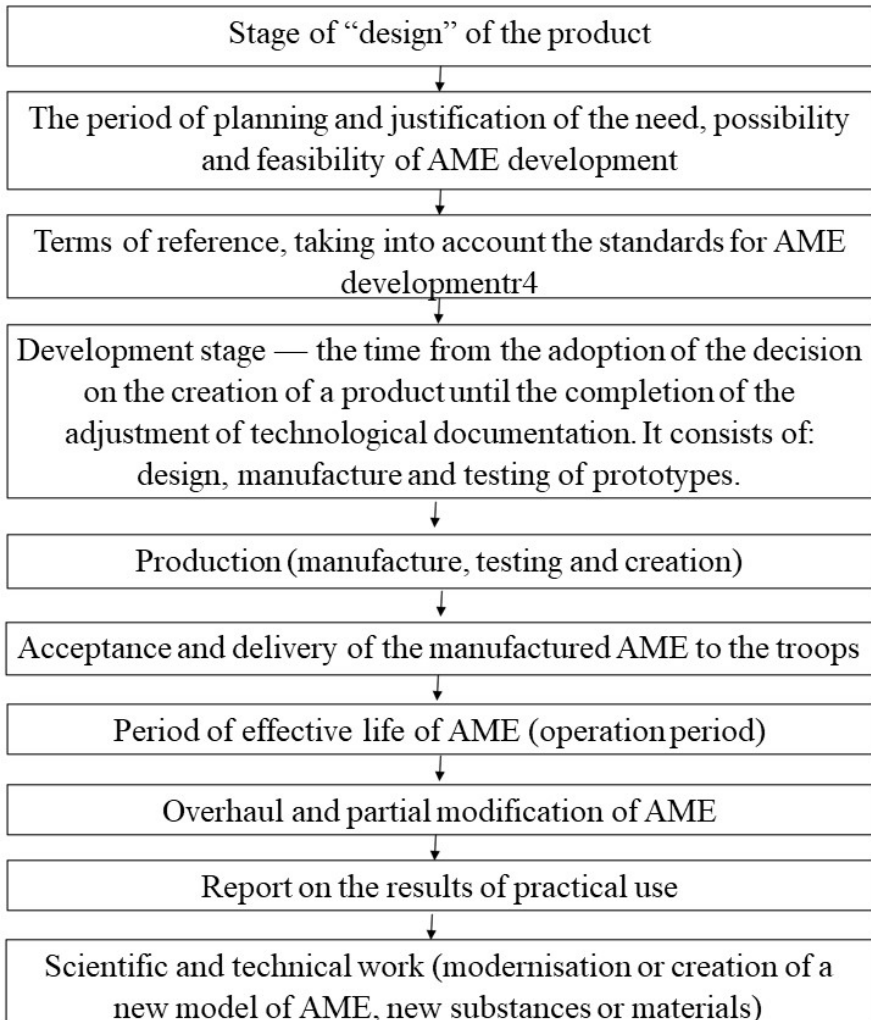 Stage of “design” of the product
The period of planning and justification of the need, possibility
and feasibility of AME development
Terms of reference, taking into account the standards for AME
developmentr4
Development stage — the time from the adoption of the decision
on the creation of a product until the completion of the
adjustment of technological documentation. It consists of:
design, manufacture and testing of prototypes.
Production (manufacture, testing and creation)
Acceptance and delivery of the manufactured AME to the troops
Period of effective life of AME (operation period)
Overhaul and partial modification of AME
Report on the results of practical use
Scientific and technical work (modernisation or creation of a
new model of AME, new substances or materials)